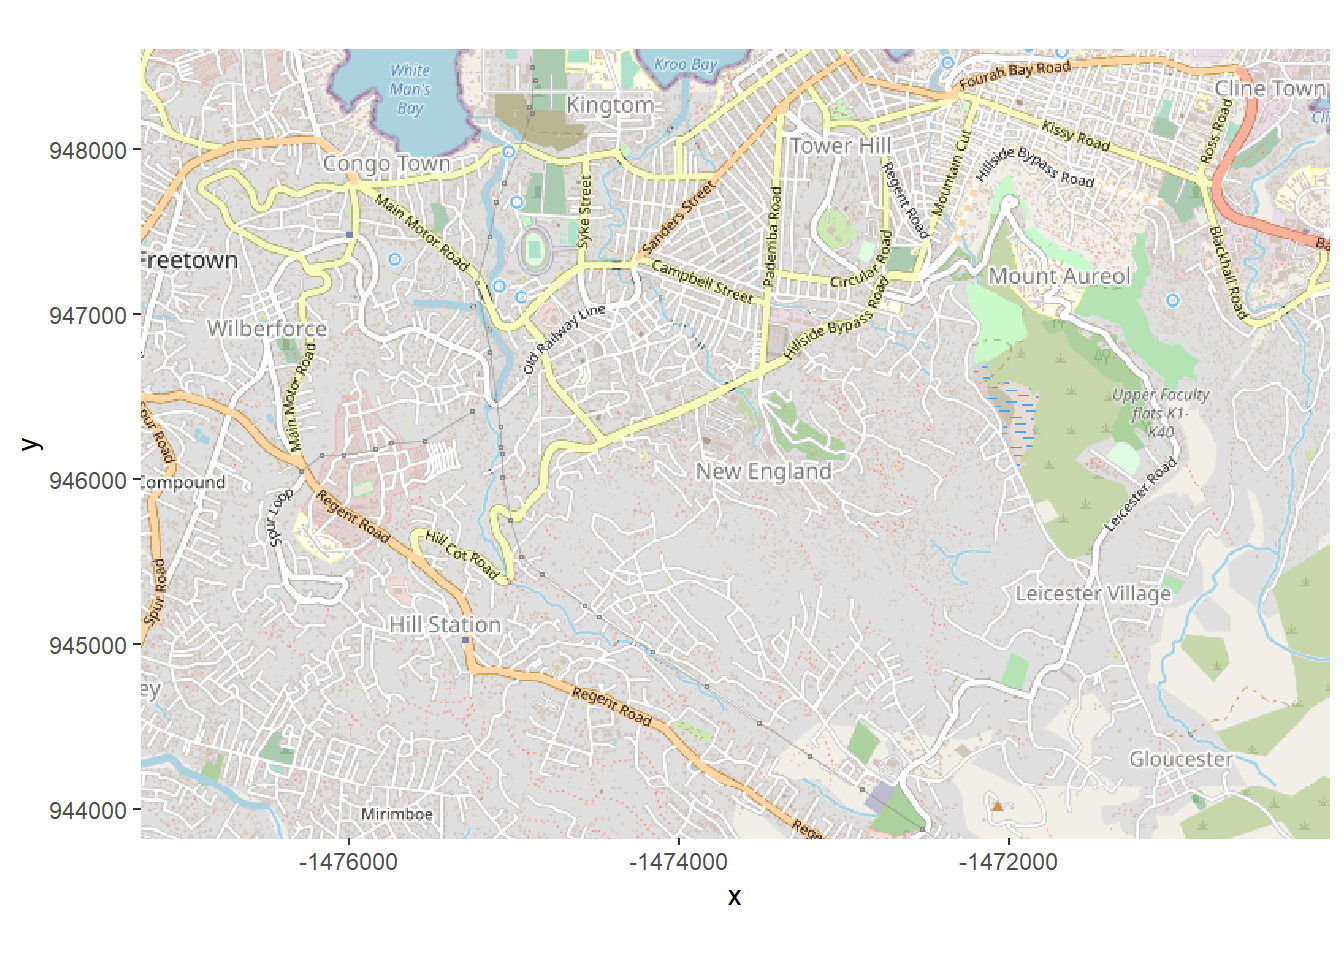 White
Man's
Bay
Kroo Bay
Fourah Bay Road
Cline Town
Kingtom
Kissy Road
Ross Road
948000
Congo Town
Tower Hill
Mountain Cut
Hillside Bypass Road
Regent Road
Main Motor Road
Syke Street
Sanders Street
Pademba Road
Freetown
Campbell Street
Circular Road
Mount Aureol
Blackhall Road
Ba
947000
Wilberforce
Old Railway Line
Hillside Bypass Road
Main Motor Road
Upper Faculty
flats K1-
K40
y
our Road
946000
Compound
New England
Spur Loop
Regent Road
Leicester Road
Hill Cot Road
Spur Road
Leicester Village
945000
Hill Station
ey
Regent Road
Gloucester
944000
Mirimboe
Rege
-1476000
-1474000
-1472000
x